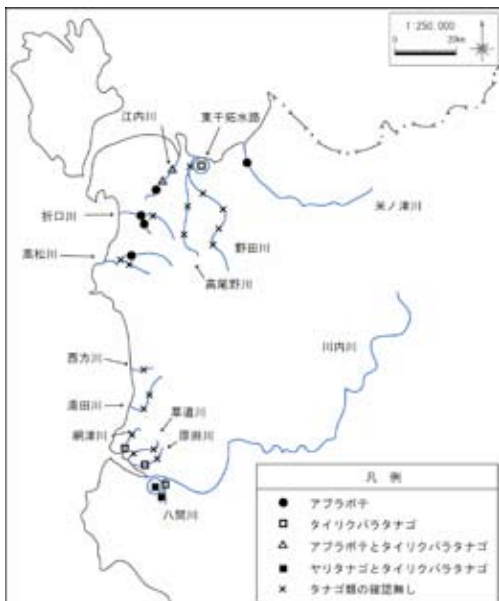 1:250,000
0 20km
江内川
東干拓水路
折口川
米ノ津川
高松川
野田川
高尾野川
川内川
西方川
湯田川
草道川
網津川
八間川
凡 例
アブラボテ
タイリクバラタナゴ
アブラボテとタイリクバラタナゴ
ヤリタナゴとタイリクバラタナゴ
タナゴ類の確認無し